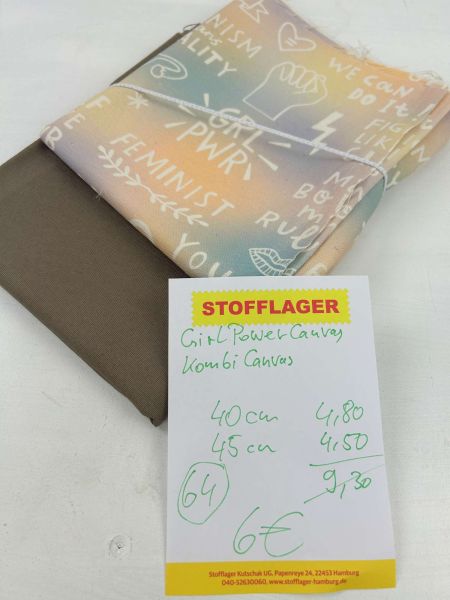 NISM
ALITY
WE CAN
DO IT!
GRL
PWR
FEMINIST
YOU
RUL
STOFFLAGER
Girl Power Canvas
Kombi Canvas
40 cm 4,80
45 cm 4,50
9,30
64
6€
Stofflager Kutschak UG, Papenreye 24, 22453 Hamburg
040-52630060, www.stofflager-hamburg.de